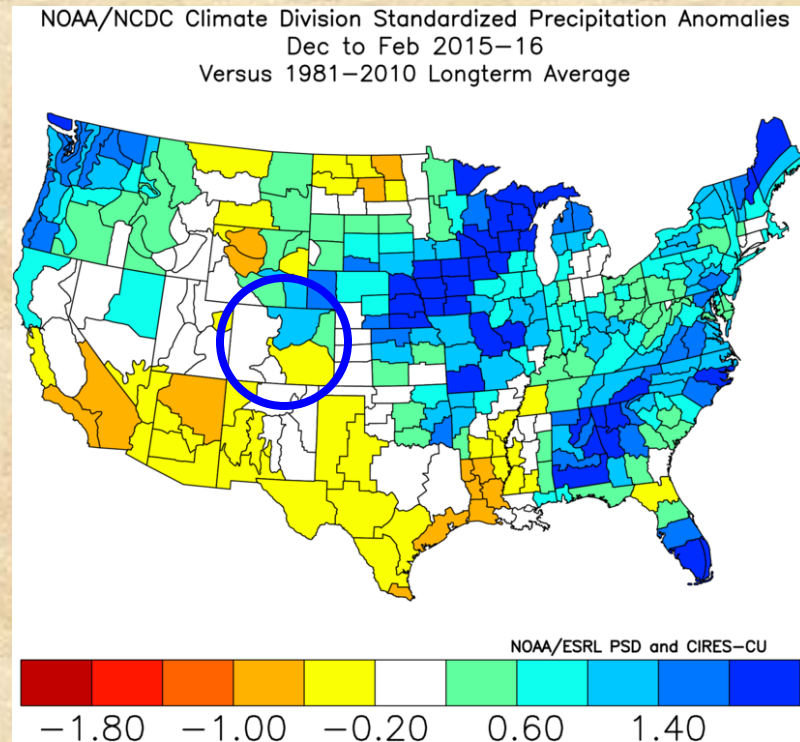 NOAA/NCDC Climate Division Standardized Precipitation Anomalies
Dec to Feb 2015-16
Versus 1981-2010 Longterm Average
NOAA/ESRL PSD and CIRES-CU
-1.80 -1.00 -0.20 0.60 1.40